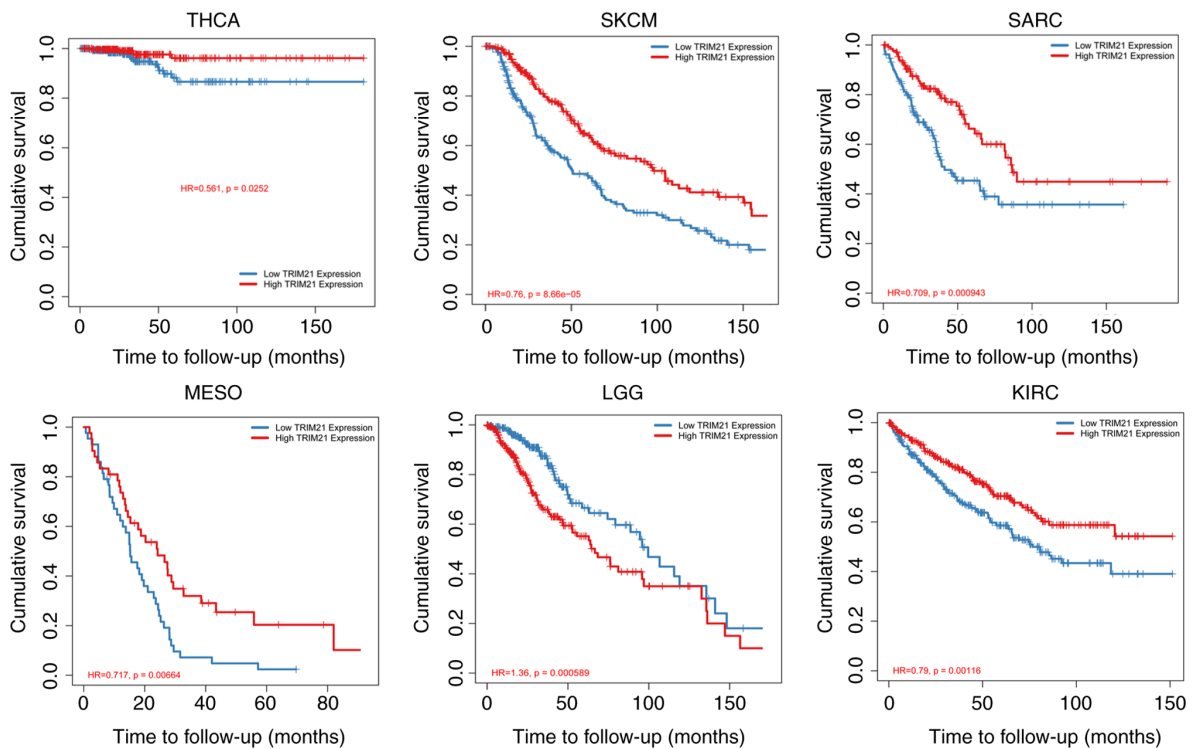 THCA
Cumulative survival
1.0
0.8
0.6
0.4
0.2
0.0
HR=0.561, p = 0.0252
Low TRIM21 Expression
High TRIM21 Expression
0 50 100 150
Time to follow-up (months)
SKCM
Cumulative survival
1.0
0.8
0.6
0.4
0.2
0.0
Low TRIM21 Expression
High TRIM21 Expression
HR=0.76, p = 8.66e−05
0 50 100 150
Time to follow-up (months)
SARC
Cumulative survival
1.0
0.8
0.6
0.4
0.2
0.0
Low TRIM21 Expression
High TRIM21 Expression
HR=0.709, p = 0.000943
0 50 100 150
Time to follow-up (months)
MESO
Cumulative survival
1.0
0.8
0.6
0.4
0.2
0.0
Low TRIM21 Expression
High TRIM21 Expression
HR=0.717, p = 0.00664
0 20 40 60 80
Time to follow-up (months)
LGG
Cumulative survival
1.0
0.8
0.6
0.4
0.2
0.0
Low TRIM21 Expression
High TRIM21 Expression
HR=1.36, p = 0.000589
0 50 100 150
Time to follow-up (months)
KIRC
Cumulative survival
1.0
0.8
0.6
0.4
0.2
0.0
Low TRIM21 Expression
High TRIM21 Expression
HR=0.79, p = 0.00116
0 50 100 150
Time to follow-up (months)